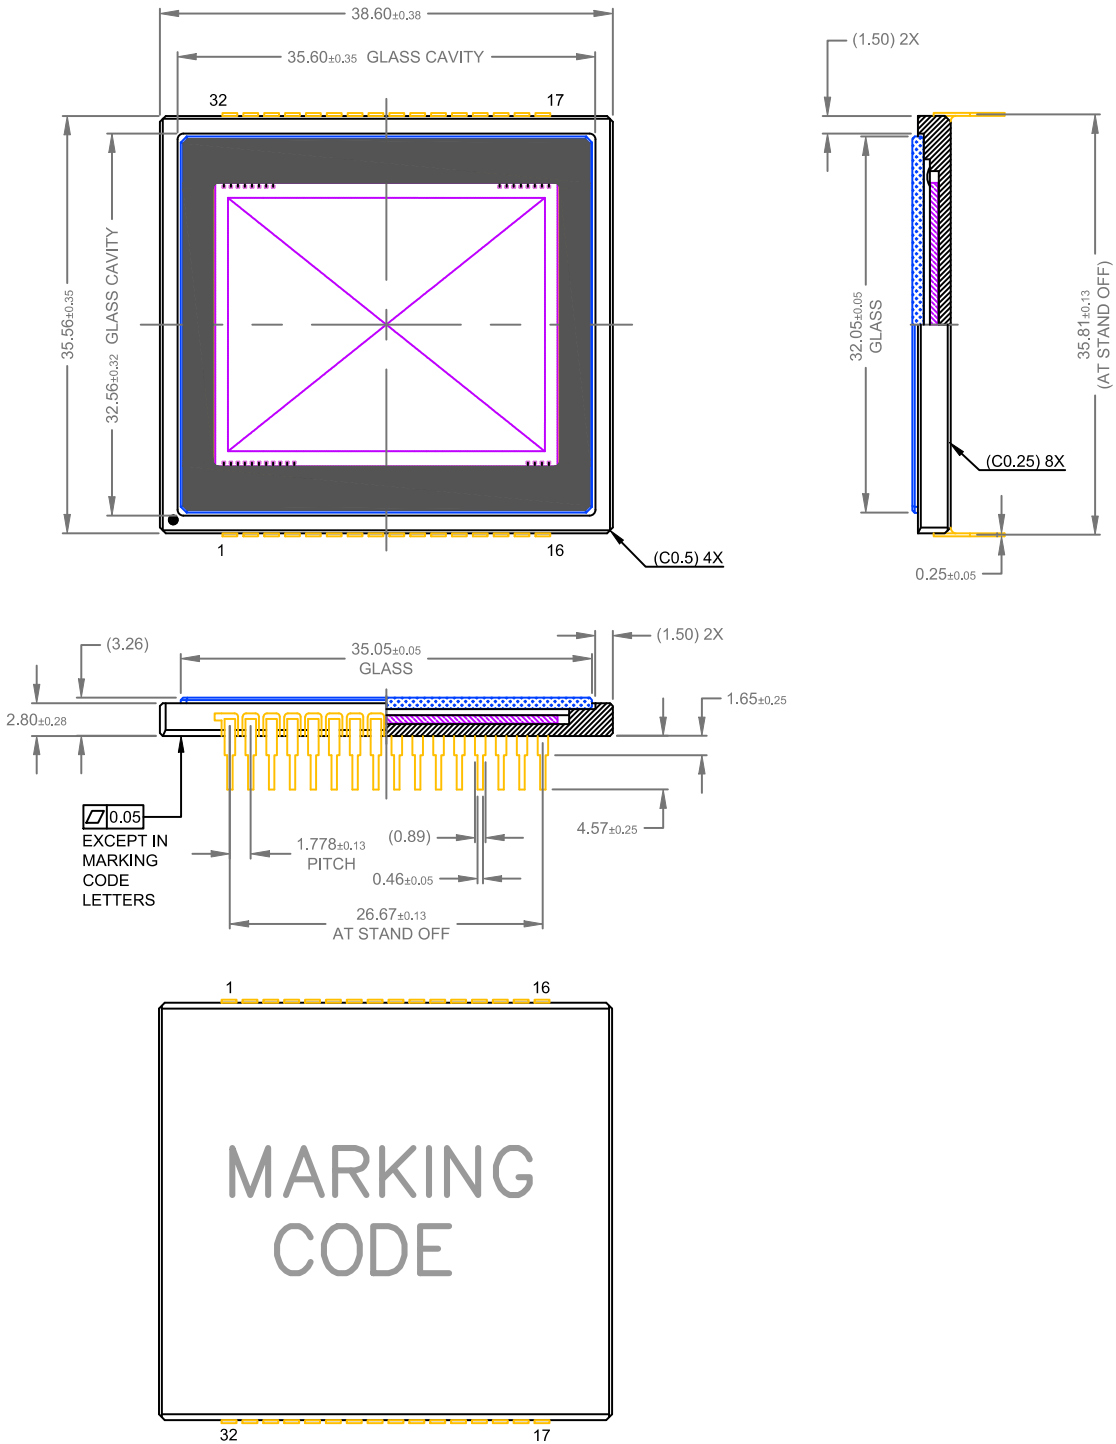 38.60±0.38
35.60±0.35 GLASS CAVITY
32
17
35.56±0.35
32.56±0.32 GLASS CAVITY
1
16
(C0.5) 4X
(1.50) 2X
32.05±0.05
GLASS
35.81±0.13
(AT STAND OFF)
(C0.25) 8X
0.25±0.05
(3.26)
35.05±0.05
GLASS
(1.50) 2X
2.80±0.28
1.65±0.25
0.05
EXCEPT IN
MARKING
CODE
LETTERS
1.778±0.13
PITCH
(0.89)
0.46±0.05
4.57±0.25
26.67±0.13
AT STAND OFF
1
16
MARKING
CODE
32
17